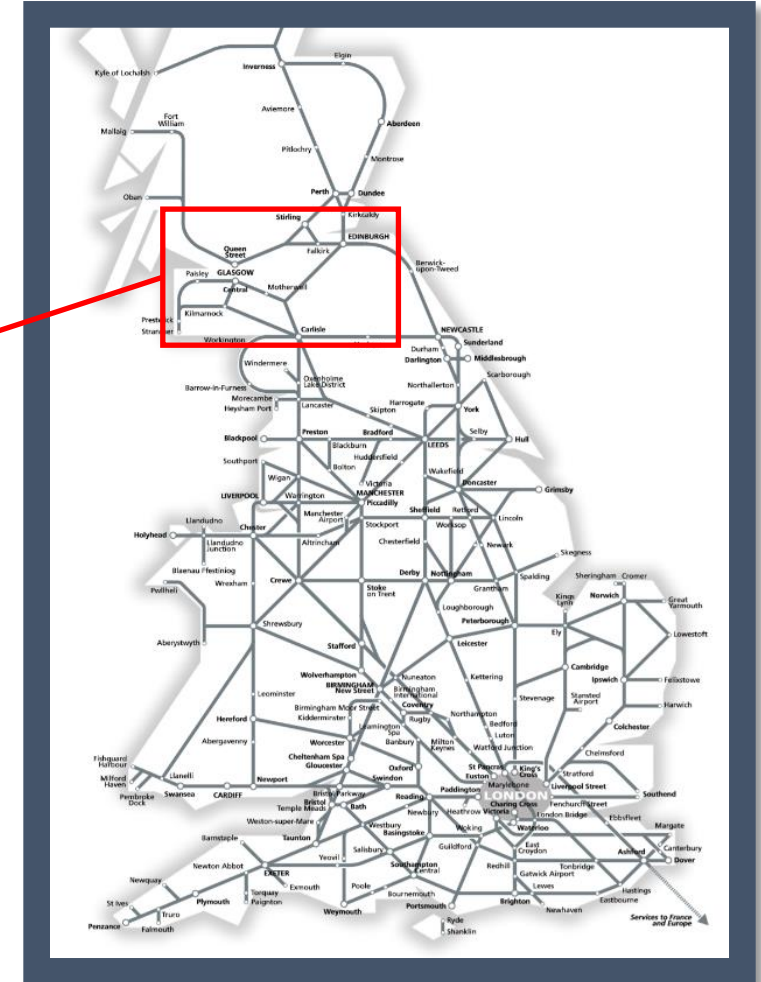 Elgin
Inverness
Kyle of Lochalsh
Aviemore
Fort
William
Mallaig
Aberdeen
Pitlochry
Montrose
Perth
Dundee
Oban
Stirling
Kirkcaldy
EDINBURGH
Queen
Street
Falkirk
Berwick-
upon-Tweed
Paisley
GLASGOW
Central
Motherwell
Kilmarnock
Prestwick
Stranraer
Carlisle
NEWCASTLE
Workington
Sunderland
Durham
Darlington
Middlesbrough
Windermere
Scarborough
Oxenholme
Lake District
Northallerton
Barrow-in-Furness
Morecambe
Heysham Port
Lancaster
Harrogate
York
Skipton
Blackpool
Preston
Bradford
Selby
Hull
Blackburn
LEEDS
Huddersfield
Southport
Bolton
Wakefield
Wigan
Victoria
Doncaster
LIVERPOOL
Warrington
MANCHESTER
Piccadilly
Grimsby
Manchester
Airport
Sheffield
Retford
Llandudno
Chester
Stockport
Worksop
Lincoln
Holyhead
Llandudno
Junction
Altrincham
Chesterfield
Newark
Skegness
Blaenau Ffestiniog
Wrexham
Crewe
Derby
Nottingham
Spalding
Sheringham
Cromer
Pwllheli
Stoke
on Trent
Grantham
Kings
Lynn
Norwich
Great
Yarmouth
Loughborough
Aberystwyth
Shrewsbury
Peterborough
Ely
Lowestoft
Stafford
Leicester
Wolverhampton
Nuneaton
Cambridge
BIRMINGHAM
New Street
Birmingham
International
Kettering
Ipswich
Felixstowe
Leominster
Coventry
Stevenage
Stansted
Airport
Harwich
Birmingham Moor Street
Kidderminster
Rugby
Northampton
Hereford
Leamington
Spa
Bedford
Colchester
Abergavenny
Worcester
Banbury
Milton
Keynes
Luton
Watford Junction
Chelmsford
Fishguard
Harbour
Cheltenham Spa
Gloucester
Oxford
St Pancras
King's
Cross
Stratford
Milford
Haven
Llanelli
Newport
Swindon
Euston
Marylebone
Liverpool Street
Pembroke
Dock
Swansea
CARDIFF
Bristol Parkway
Reading
Paddington
LONDON
Southend
Bristol
Temple Meads
Bath
Newbury
Heathrow
Victoria
Charing Cross
Fenchurch Street
London Bridge
Ebbsfleet
Weston-super-Mare
Westbury
Basingstoke
Woking
Waterloo
Margate
Barnstaple
Taunton
Salisbury
Guildford
East
Croydon
Canterbury
Newton Abbot
Yeovil
Southampton
Central
Redhill
Tonbridge
Ashford
Dover
Newquay
EXETER
Exmouth
Poole
Gatwick Airport
St Ives
Plymouth
Torquay
Paignton
Bournemouth
Lewes
Hastings
Eastbourne
Truro
Weymouth
Portsmouth
Brighton
Newhaven
Penzance
Falmouth
Ryde
Shanklin
Services to France
and Europe